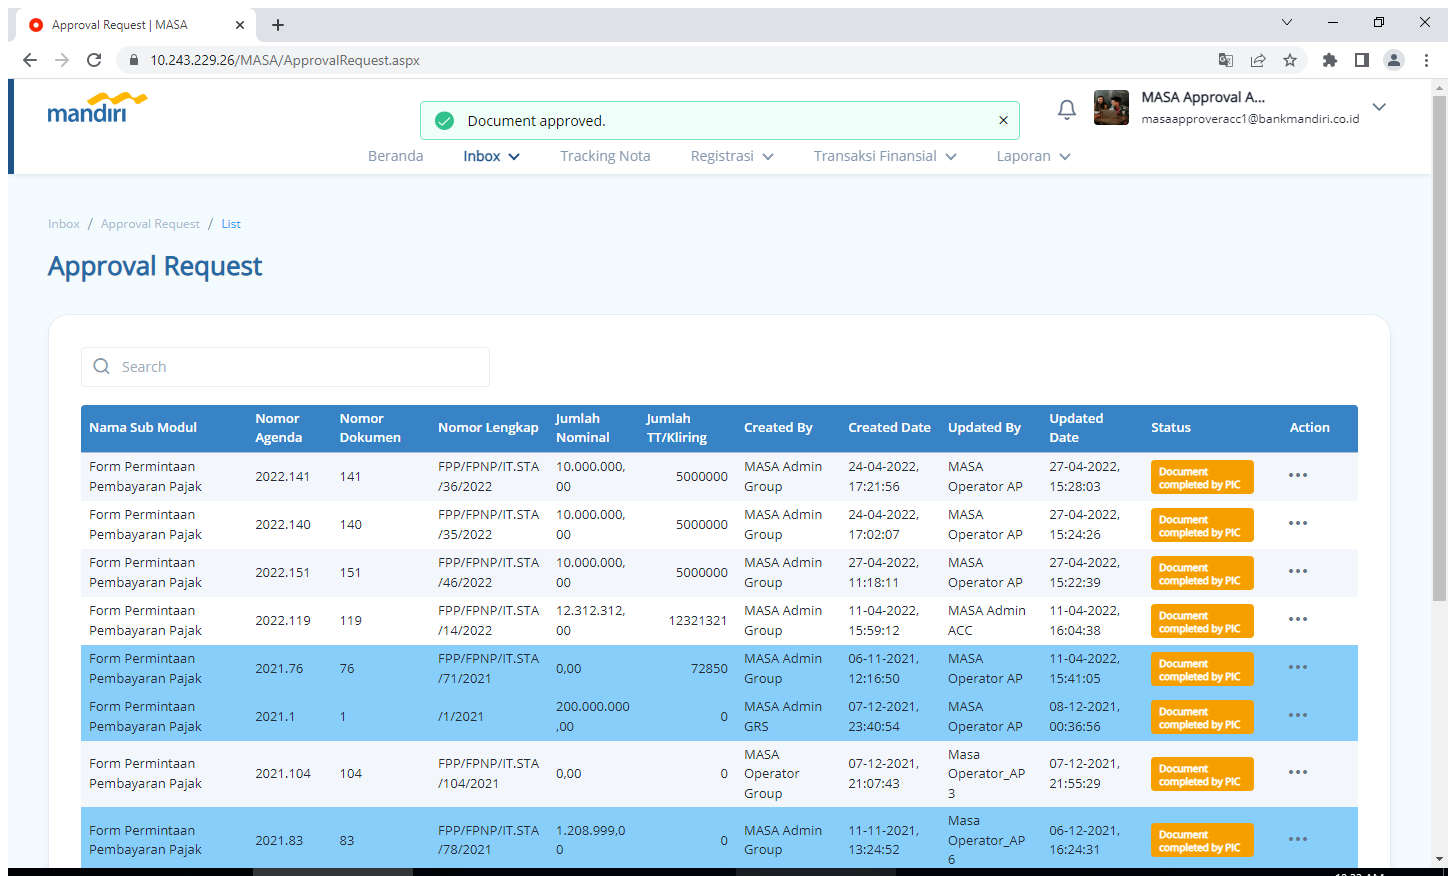 Approval Request | MASA
10.243.229.26/MASA/ApprovalRequest.aspx
mandiri
Document approved.
MASA Approval A...
masaapproveracc1@bankmandiri.co.id
Beranda Inbox Tracking Nota Registrasi Transaksi Finansial Laporan
Inbox / Approval Request / List
Approval Request
Search
Nama Sub Modul Nomor Agenda Nomor Dokumen Nomor Lengkap Jumlah Nominal Jumlah TT/Kliring Created By Created Date Updated By Updated Date Status Action
Form Permintaan Pembayaran Pajak 2022.141 141 FPP/FPNP/IT.STA/36/2022 10.000.000,00 5000000 MASA Admin Group 24-04-2022, 17:21:56 MASA Operator AP 27-04-2022, 15:28:03 Document completed by PIC
Form Permintaan Pembayaran Pajak 2022.140 140 FPP/FPNP/IT.STA/35/2022 10.000.000,00 5000000 MASA Admin Group 24-04-2022, 17:02:07 MASA Operator AP 27-04-2022, 15:24:26 Document completed by PIC
Form Permintaan Pembayaran Pajak 2022.151 151 FPP/FPNP/IT.STA/46/2022 10.000.000,00 5000000 MASA Admin Group 27-04-2022, 11:18:11 MASA Operator AP 27-04-2022, 15:22:39 Document completed by PIC
Form Permintaan Pembayaran Pajak 2022.119 119 FPP/FPNP/IT.STA/14/2022 12.312.312,00 12321321 MASA Admin Group 11-04-2022, 15:59:12 MASA Admin ACC 11-04-2022, 16:04:38 Document completed by PIC
Form Permintaan Pembayaran Pajak 2021.76 76 FPP/FPNP/IT.STA/71/2021 0,00 72850 MASA Admin Group 06-11-2021, 12:16:50 MASA Operator AP 11-04-2022, 15:41:05 Document completed by PIC
Form Permintaan Pembayaran Pajak 2021.1 1 /1/2021 200.000.000,00 0 MASA Admin GRS 07-12-2021, 23:40:54 MASA Operator AP 08-12-2021, 00:36:56 Document completed by PIC
Form Permintaan Pembayaran Pajak 2021.104 104 FPP/FPNP/IT.STA/104/2021 0,00 0 MASA Operator Group 07-12-2021, 21:07:43 Masa Operator_AP3 07-12-2021, 21:55:29 Document completed by PIC
Form Permintaan Pembayaran Pajak 2021.83 83 FPP/FPNP/IT.STA/78/2021 1.208.999,00 0 MASA Admin Group 11-11-2021, 13:24:52 Masa Operator_AP6 06-12-2021, 16:24:31 Document completed by PIC